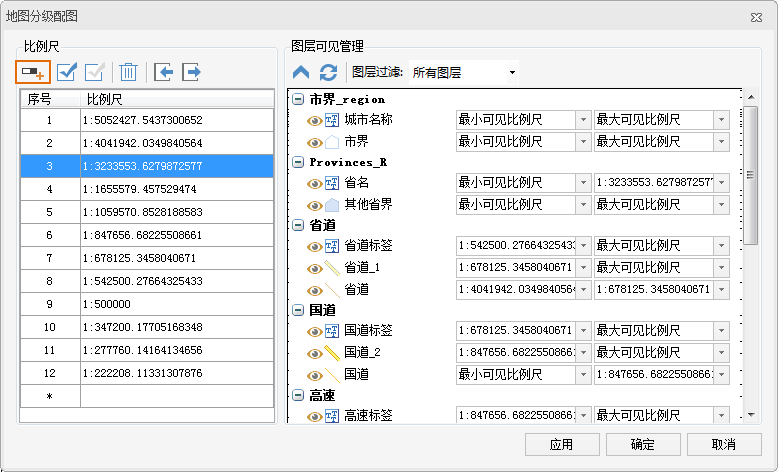 地图分级配图
比例尺
序号 比例尺
1 1:5052427.5437300652
2 1:4041942.0349840564
3 1:3233553.6279872577
4 1:1655579.457529474
5 1:1059570.8528188583
6 1:847656.68225508661
7 1:678125.3458040671
8 1:542500.27664325433
9 1:500000
10 1:347200.17705168348
11 1:277760.14164134656
12 1:222208.11331307876
*
图层可见管理
图层过滤: 所有图层
市界_region
城市名称 最小可见比例尺 最大可见比例尺
市界 最小可见比例尺 最大可见比例尺
Provinces_R
省名 最小可见比例尺 1:3233553.6279872577
其他省界 最小可见比例尺 最大可见比例尺
省道
省道标签 1:542500.27664325433 最大可见比例尺
省道_1 1:678125.3458040671 最大可见比例尺
省道 1:4041942.0349840564 1:678125.3458040671
国道
国道标签 1:678125.3458040671 最大可见比例尺
国道_2 1:847656.68225508661 最大可见比例尺
国道 最小可见比例尺 1:847656.68225508661
高速
高速标签 1:847656.68225508661 最大可见比例尺
应用 确定 取消